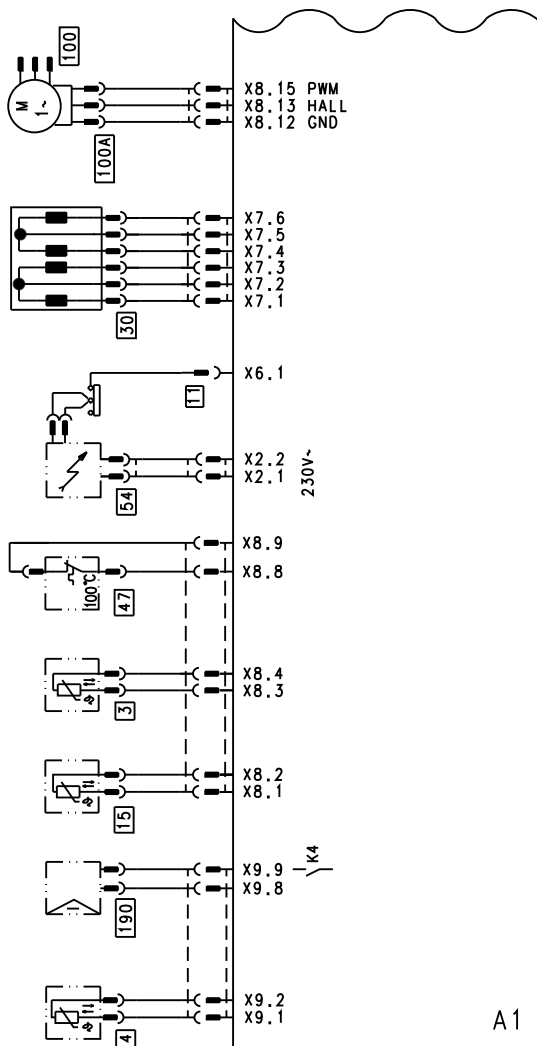 100
M
1~
X8.15 PWM
X8.13 HALL
X8.12 GND
100A
X7.6
X7.5
X7.4
X7.3
X7.2
X7.1
30
X6.1
11
X2.2
X2.1
230V~
54
X8.9
X8.8
100°C
47
X8.4
X8.3
3
X8.2
X8.1
15
X9.9
K4
X9.8
190
X9.2
X9.1
4
A1